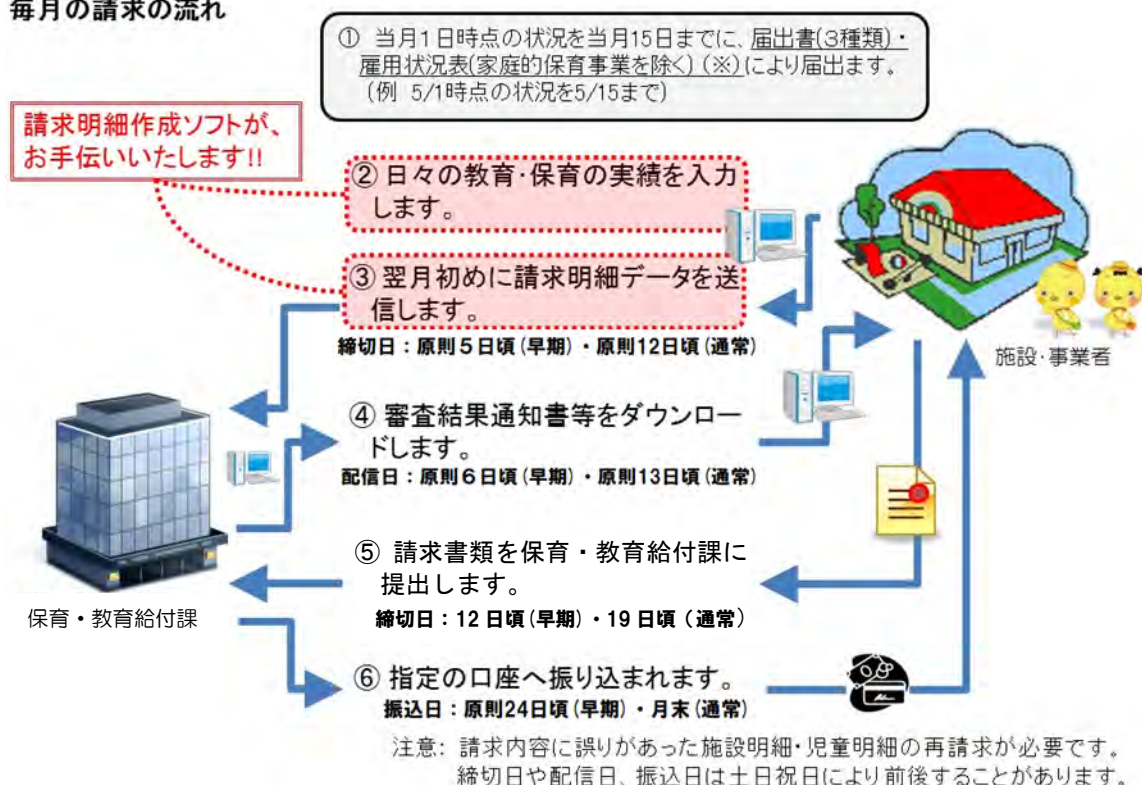 毎月の請求の流れ
① 当月1日時点の状況を当月15日までに、届出書(3種類)・
雇用状況表(家庭的保育事業を除く)(※)により届出ます。
(例 5/1時点の状況を5/15まで)
請求明細作成ソフトが、
お手伝いいたします!!
② 日々の教育・保育の実績を入力
します。
③ 翌月初めに請求明細データを送
信します。
締切日：原則５日頃(早期)・原則12日頃(通常)
施設・事業者
④ 審査結果通知書等をダウンロー
ドします。
配信日：原則６日頃(早期)・原則13日頃(通常)
⑤ 請求書類を保育・教育給付課に
提出します。
締切日：12 日頃(早期)・19 日頃（通常）
保育・教育給付課
⑥ 指定の口座へ振り込まれます。
振込日：原則24日頃(早期)・月末(通常)
注意: 請求内容に誤りがあった施設明細・児童明細の再請求が必要です。
締切日や配信日、振込日は土日祝日により前後することがあります。